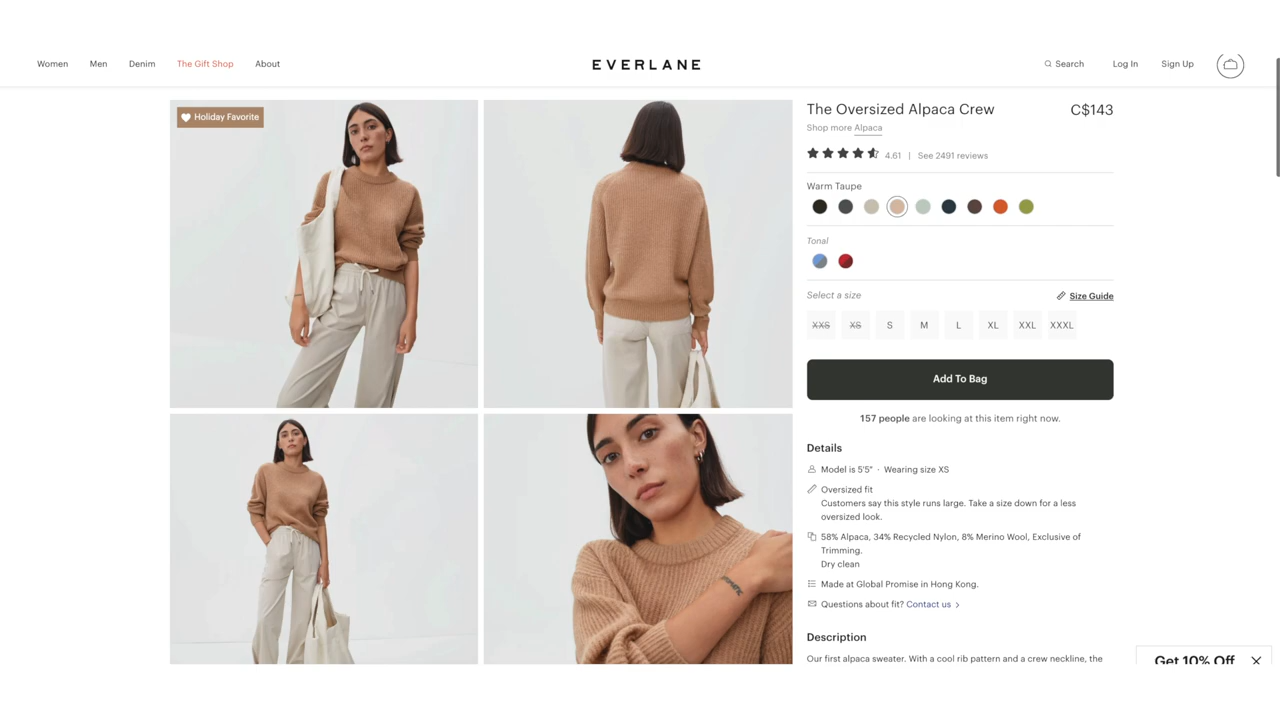 Women Men Denim The Gift Shop About
EVERLANE
Search Log In Sign Up
Holiday Favorite
The Oversized Alpaca Crew C$143
Shop more Alpaca
4.61 | See 2491 reviews
Warm Taupe
Tonal
Select a size Size Guide
XXS XS S M L XL XXL XXXL
Add To Bag
157 people are looking at this item right now.
Details
Model is 5'5" · Wearing size XS
Oversized fit
Customers say this style runs large. Take a size down for a less
oversized look.
58% Alpaca, 34% Recycled Nylon, 8% Merino Wool, Exclusive of
Trimming.
Dry clean
Made at Global Promise in Hong Kong.
Questions about fit? Contact us >
Description
Our first alpaca sweater. With a cool rib pattern and a crew neckline, the
Get 10% Off